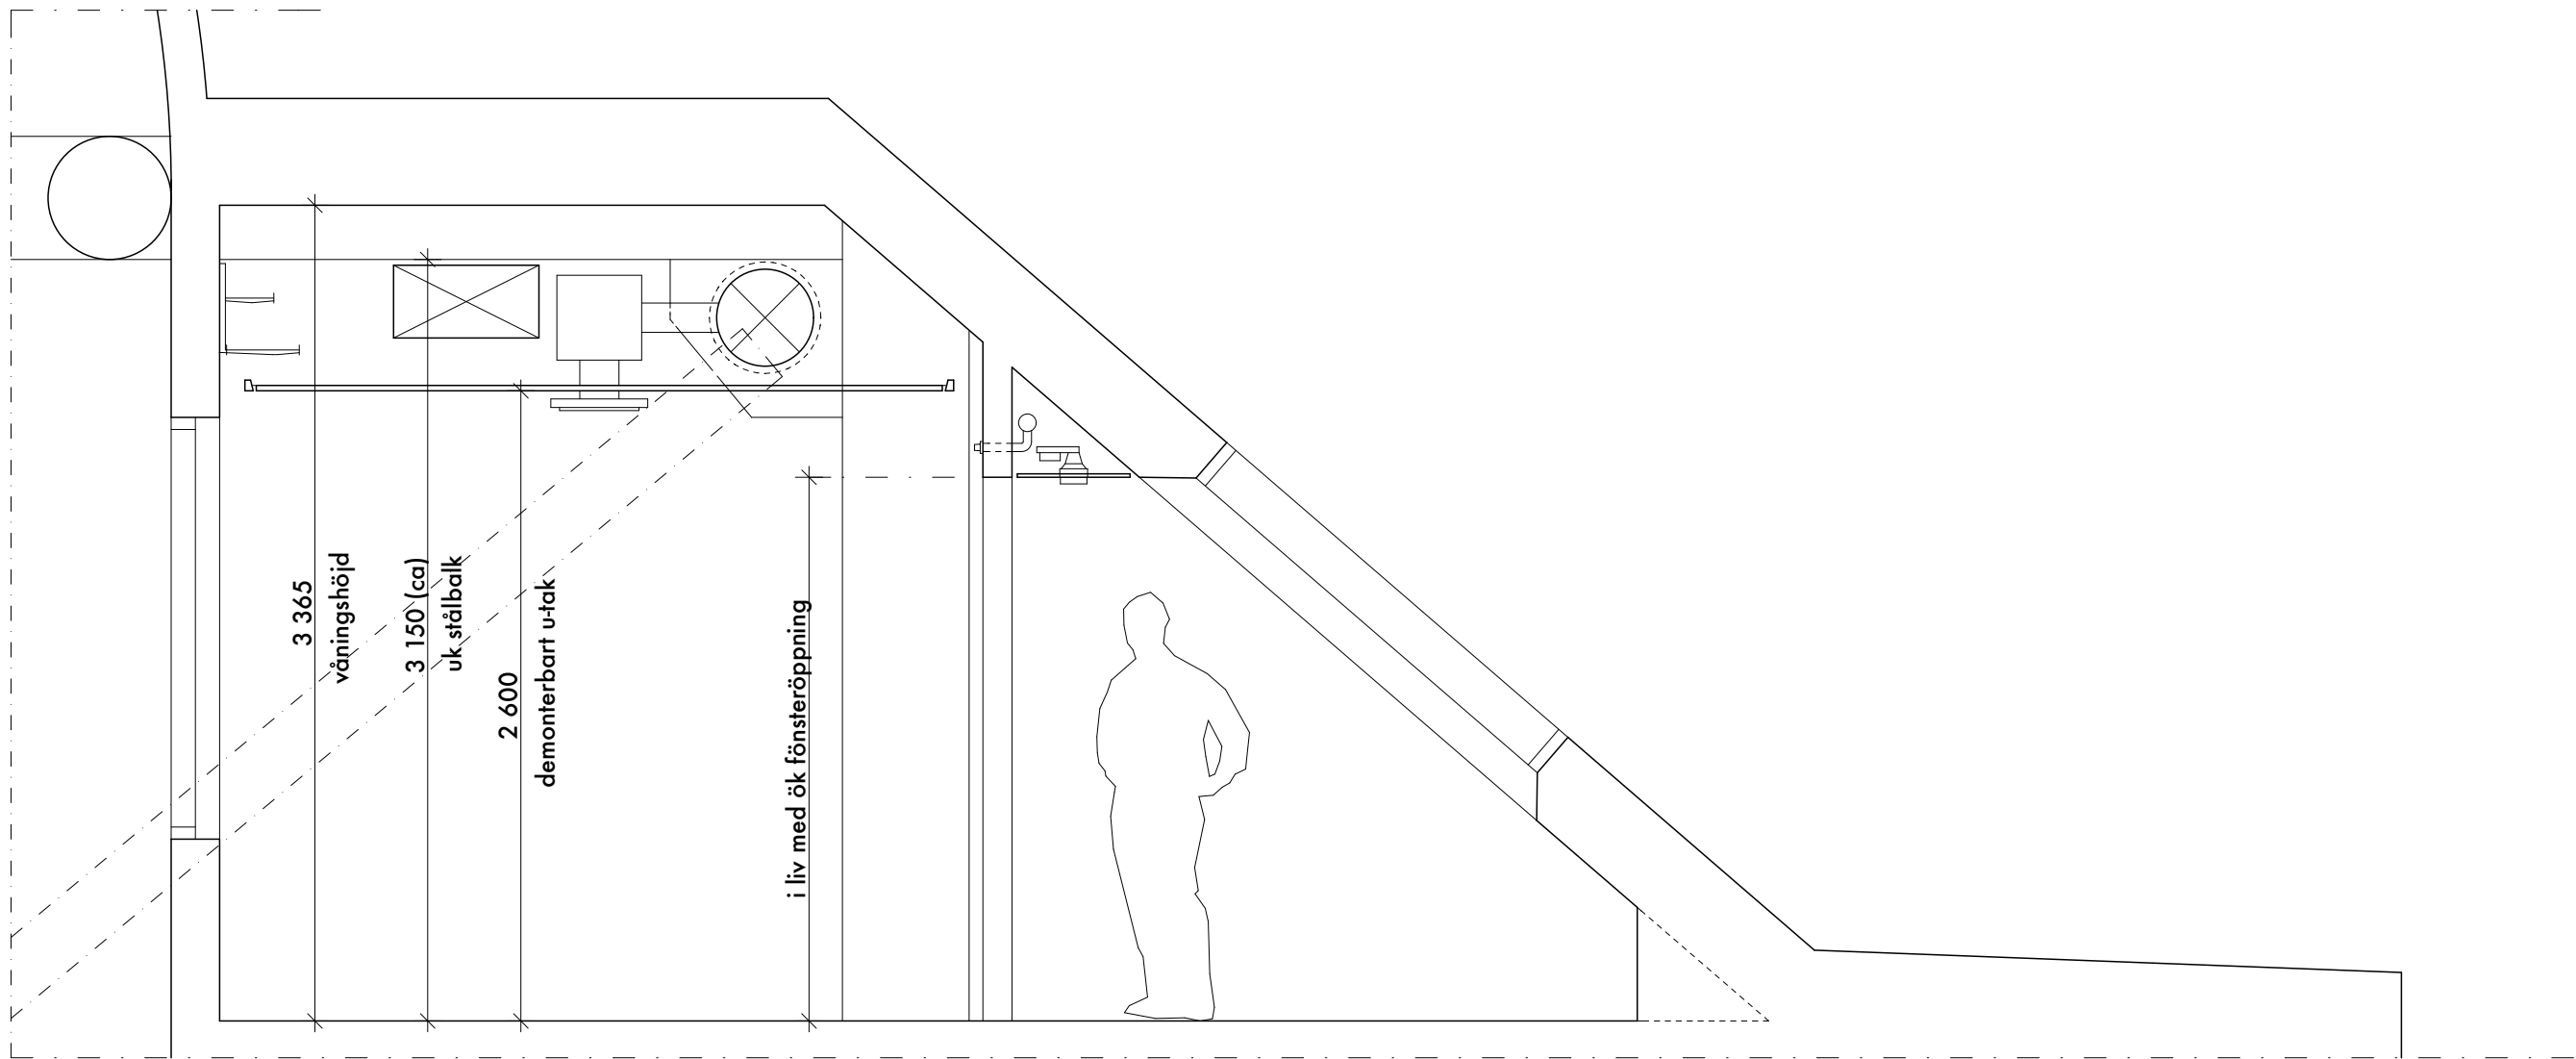 3 365
våningshöjd
3 150 (ca)
uk stålbalk
2 600
demonterbart u-tak
i liv med ök fönsteröppning